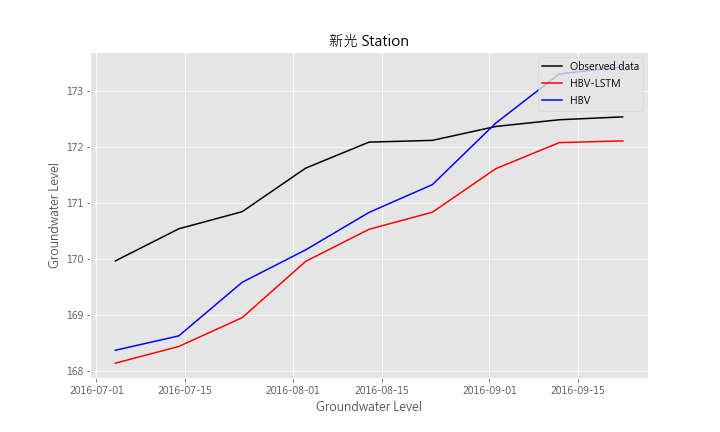 新光 Station
Observed data
HBV-LSTM
HBV
Groundwater Level
173
172
171
170
169
168
2016-07-01
2016-07-15
2016-08-01
2016-08-15
2016-09-01
2016-09-15
Groundwater Level